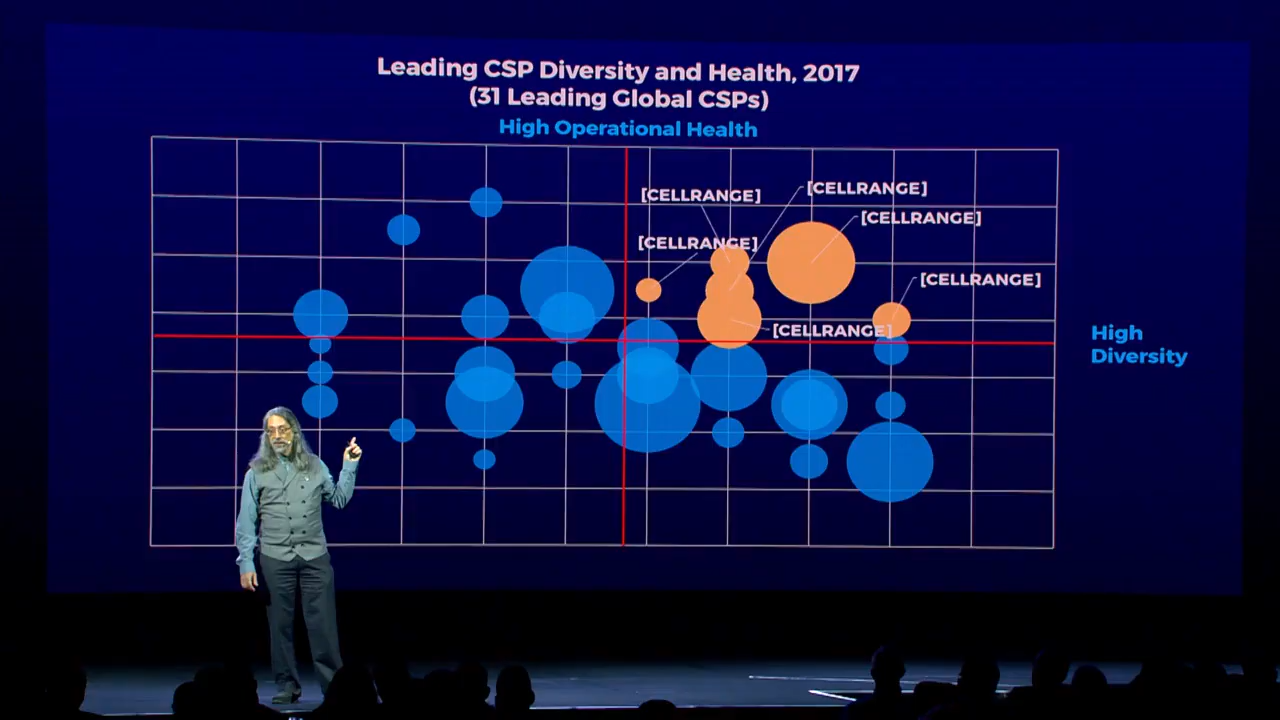 Leading CSP Diversity and Health, 2017
(31 Leading Global CSPs)
High Operational Health
[CELLRANGE]
[CELLRANGE]
[CELLRANGE]
[CELLRANGE]
[CELLRANGE]
[CELLRANGE]
High
Diversity